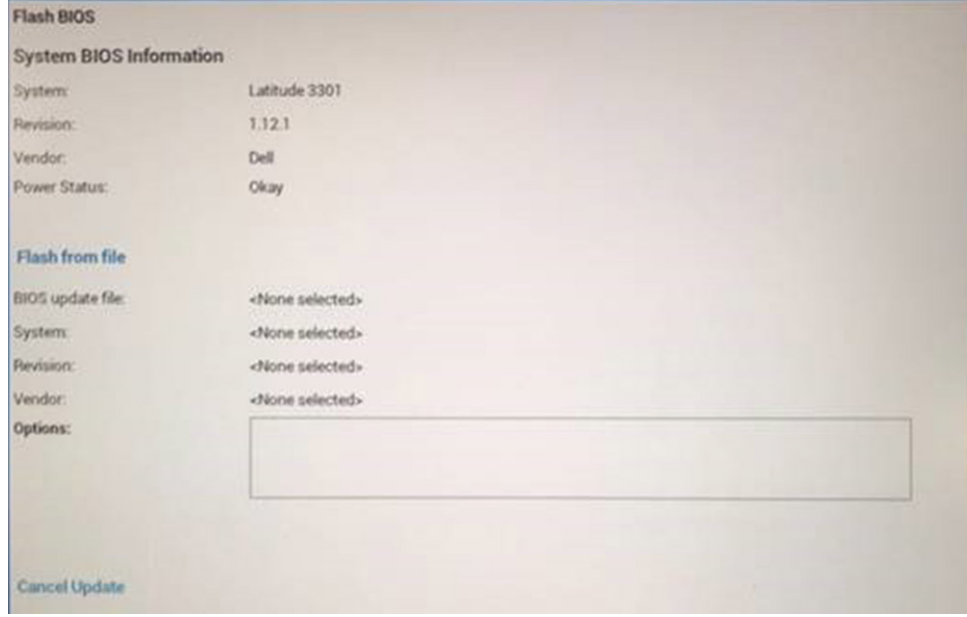 Flash BIOS
System BIOS Information
System: Latitude 3301
Revision: 1.12.1
Vendor: Dell
Power Status: Okay
Flash from file
BIOS update file: <None selected>
System: <None selected>
Revision: <None selected>
Vendor: <None selected>
Options:
Cancel Update